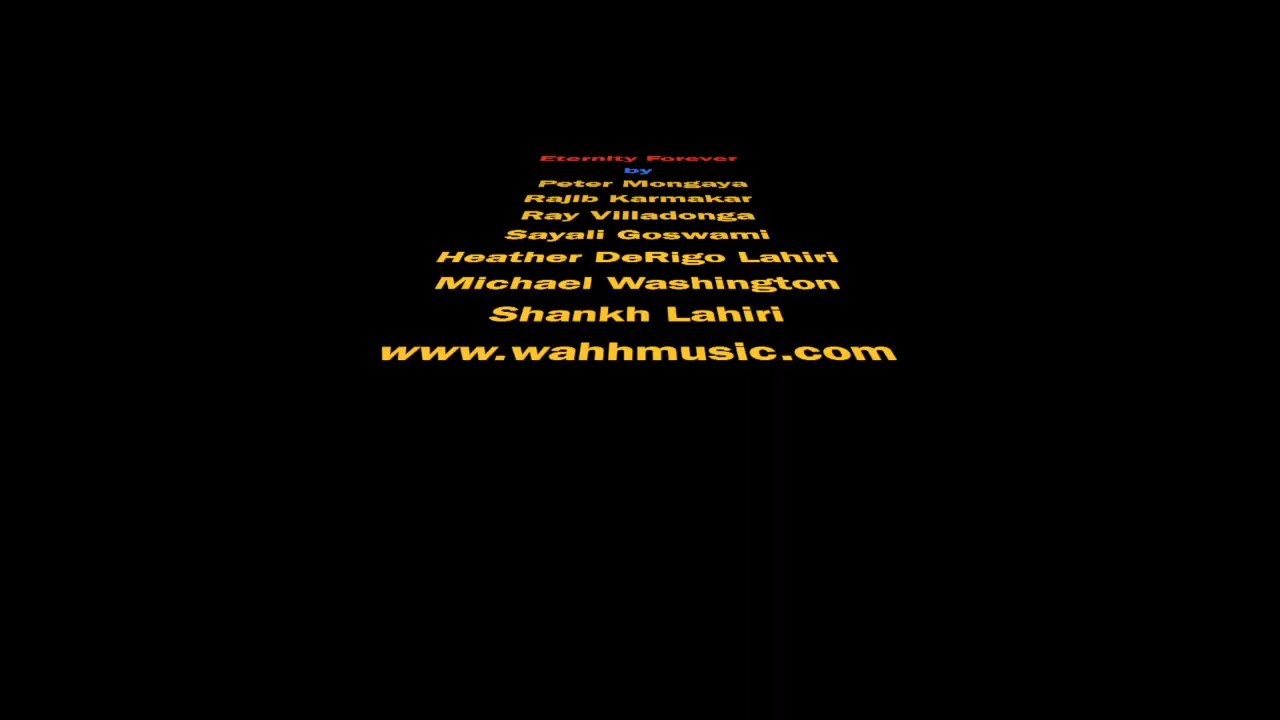 Eternity Forever
by
Peter Mongaya
Rajib Karmakar
Ray Villadonga
Sayali Goswami
Heather DeRigo Lahiri
Michael Washington
Shankh Lahiri
www.wahhmusic.com